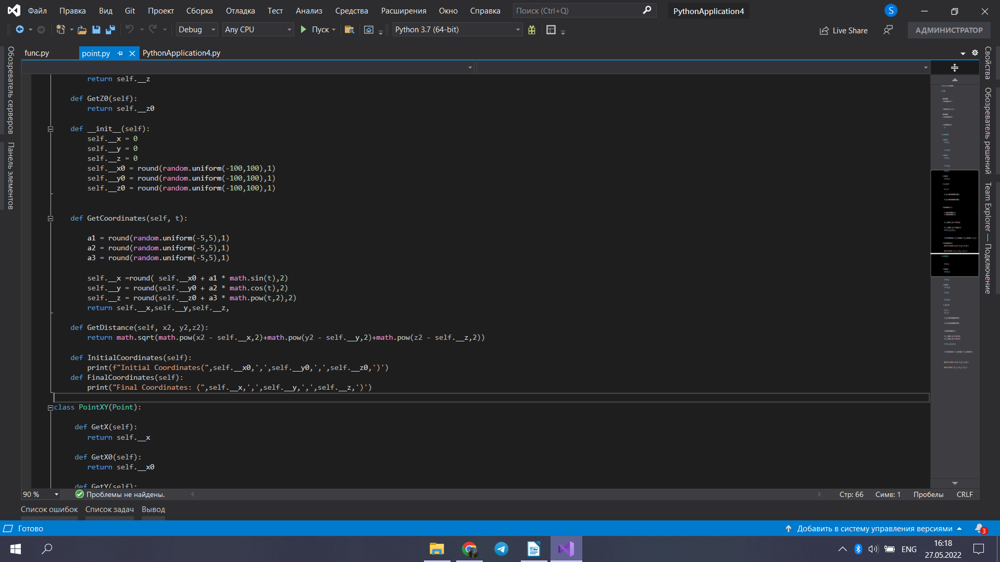 Файл Правка Вид Git Проект Сборка Отладка Тест Анализ Средства Расширения Окно Справка Поиск (Ctrl+Q) PythonApplication4 S
Debug Any CPU Пуск Python 3.7 (64-bit) Live Share АДМИНИСТРАТОР
func.py point.py PythonApplication4.py
Обозреватель серверов
Панель элементов
Свойства
Обозреватель решений
Team Explorer — Подключение
return self.__z
def GetZ0(self):
return self.__z0
def __init__(self):
self.__x = 0
self.__y = 0
self.__z = 0
self.__x0 = round(random.uniform(-100,100),1)
self.__y0 = round(random.uniform(-100,100),1)
self.__z0 = round(random.uniform(-100,100),1)
def GetCoordinates(self, t):
a1 = round(random.uniform(-5,5),1)
a2 = round(random.uniform(-5,5),1)
a3 = round(random.uniform(-5,5),1)
self.__x =round( self.__x0 + a1 * math.sin(t),2)
self.__y = round(self.__y0 + a2 * math.cos(t),2)
self.__z = round(self.__z0 + a3 * math.pow(t,2),2)
return self.__x,self.__y,self.__z,
def GetDistance(self, x2, y2,z2):
return math.sqrt(math.pow(x2 - self.__x,2)+math.pow(y2 - self.__y,2)+math.pow(z2 - self.__z,2))
def InitialCoordinates(self):
print(f"Initial Coordinates(",self.__x0,',',self.__y0,',',self.__z0,')')
def FinalCoordinates(self):
print("Final Coordinates: (",self.__x,',',self.__y,',',self.__z,')')
class PointXY(Point):
def GetX(self):
return self.__x
def GetX0(self):
return self.__x0
def GetY(self):
90 % Проблемы не найдены. Стр: 66 Симв: 1 Пробелы CRLF
Список ошибок Список задач Вывод
Готово Добавить в систему управления версиями 3
ENG 16:18
27.05.2022